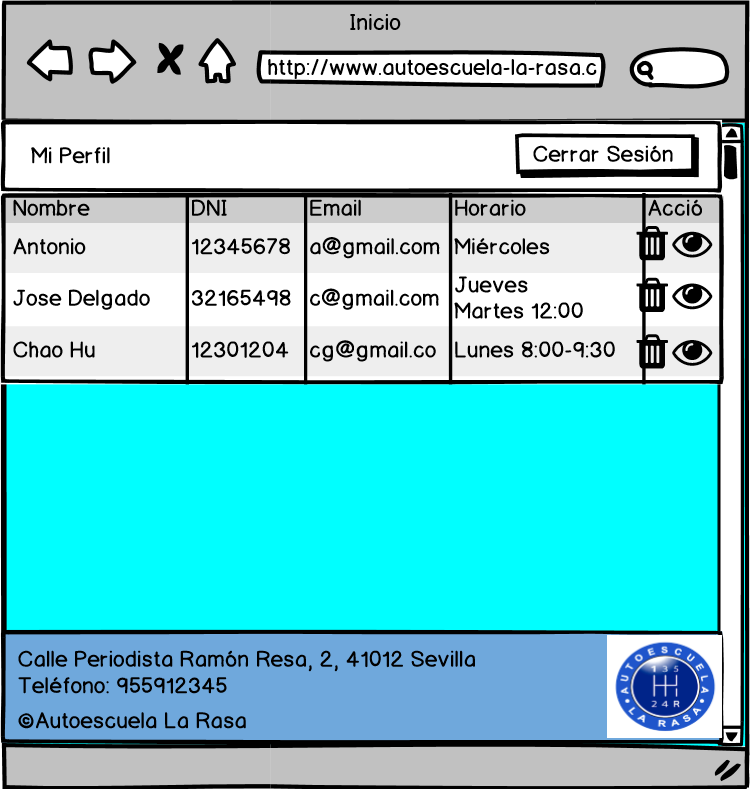 Inicio
http://www.autoescuela-la-rasa.c
Mi Perfil
Cerrar Sesión
Nombre DNI Email Horario Acció
Antonio 12345678 a@gmail.com Miércoles
Jose Delgado 32165498 c@gmail.com Jueves
Martes 12:00
Chao Hu 12301204 cg@gmail.co Lunes 8:00-9:30
Calle Periodista Ramón Resa, 2, 41012 Sevilla
Teléfono: 955912345
©Autoescuela La Rasa
AUTOESCUELA
1 3 5
2 4 R
LA RASA